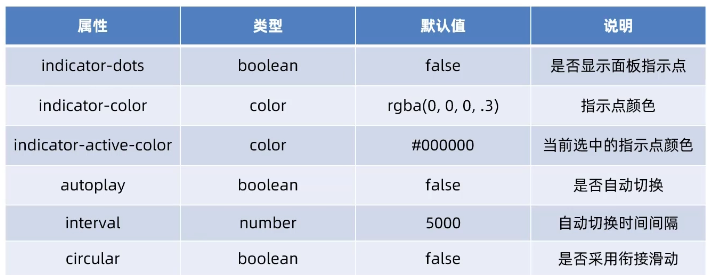 属性 类型 默认值 说明
indicator-dots boolean false 是否显示面板指示点
indicator-color color rgba(0, 0, 0, .3) 指示点颜色
indicator-active-color color #000000 当前选中的指示点颜色
autoplay boolean false 是否自动切换
interval number 5000 自动切换时间间隔
circular boolean false 是否采用衔接滑动